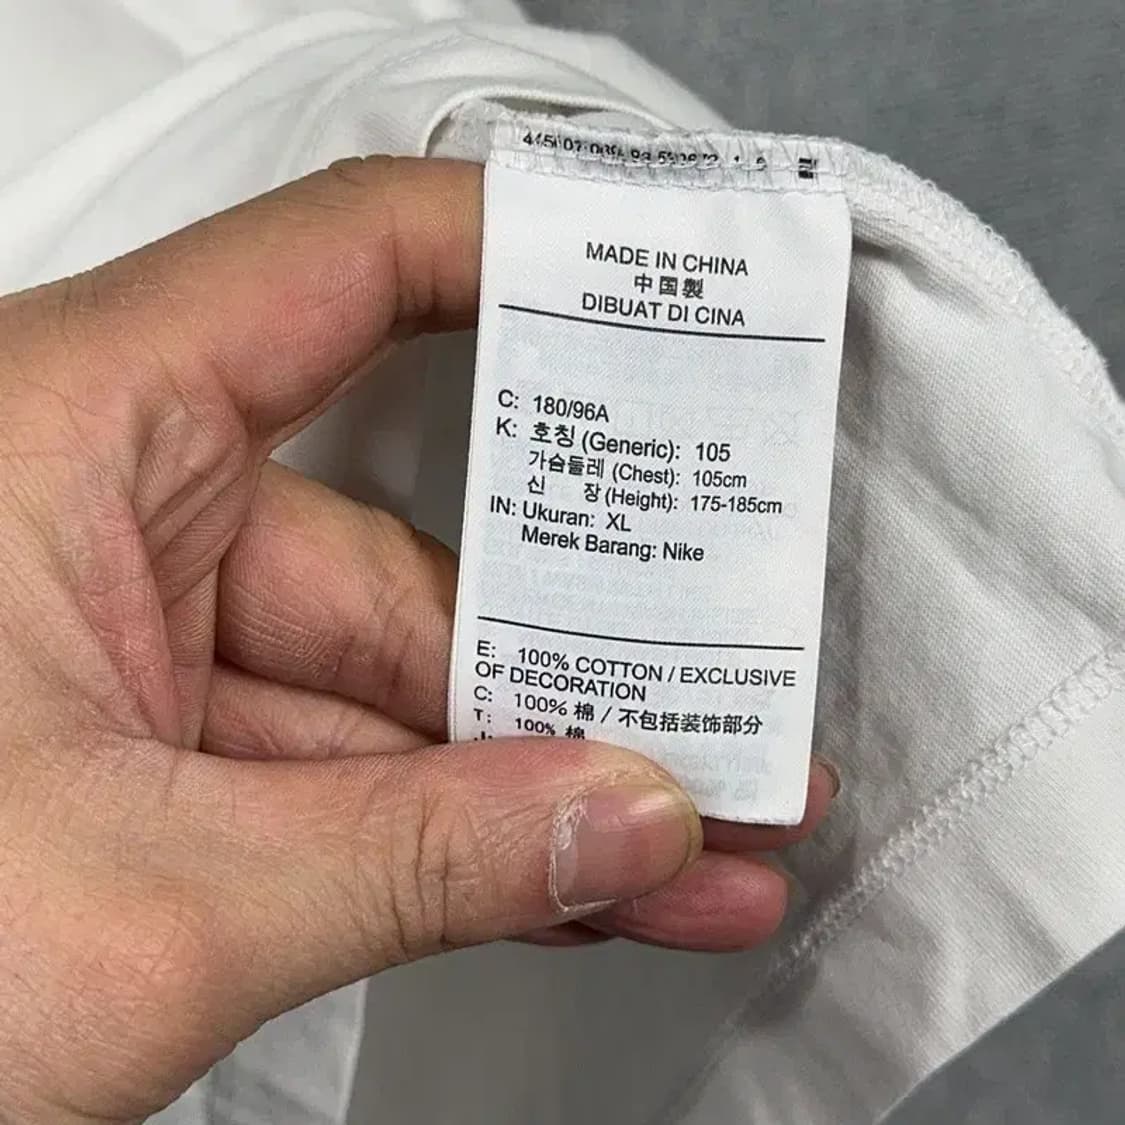 MADE IN CHINA
中国製
DIBUAT DI CINA
C: 180/96A
K: 호칭 (Generic): 105
가슴둘레 (Chest): 105cm
신 장 (Height): 175-185cm
IN: Ukuran: XL
Merek Barang: Nike
E: 100% COTTON / EXCLUSIVE
OF DECORATION
C: 100% 棉 / 不包括装饰部分
T: 100% 棉